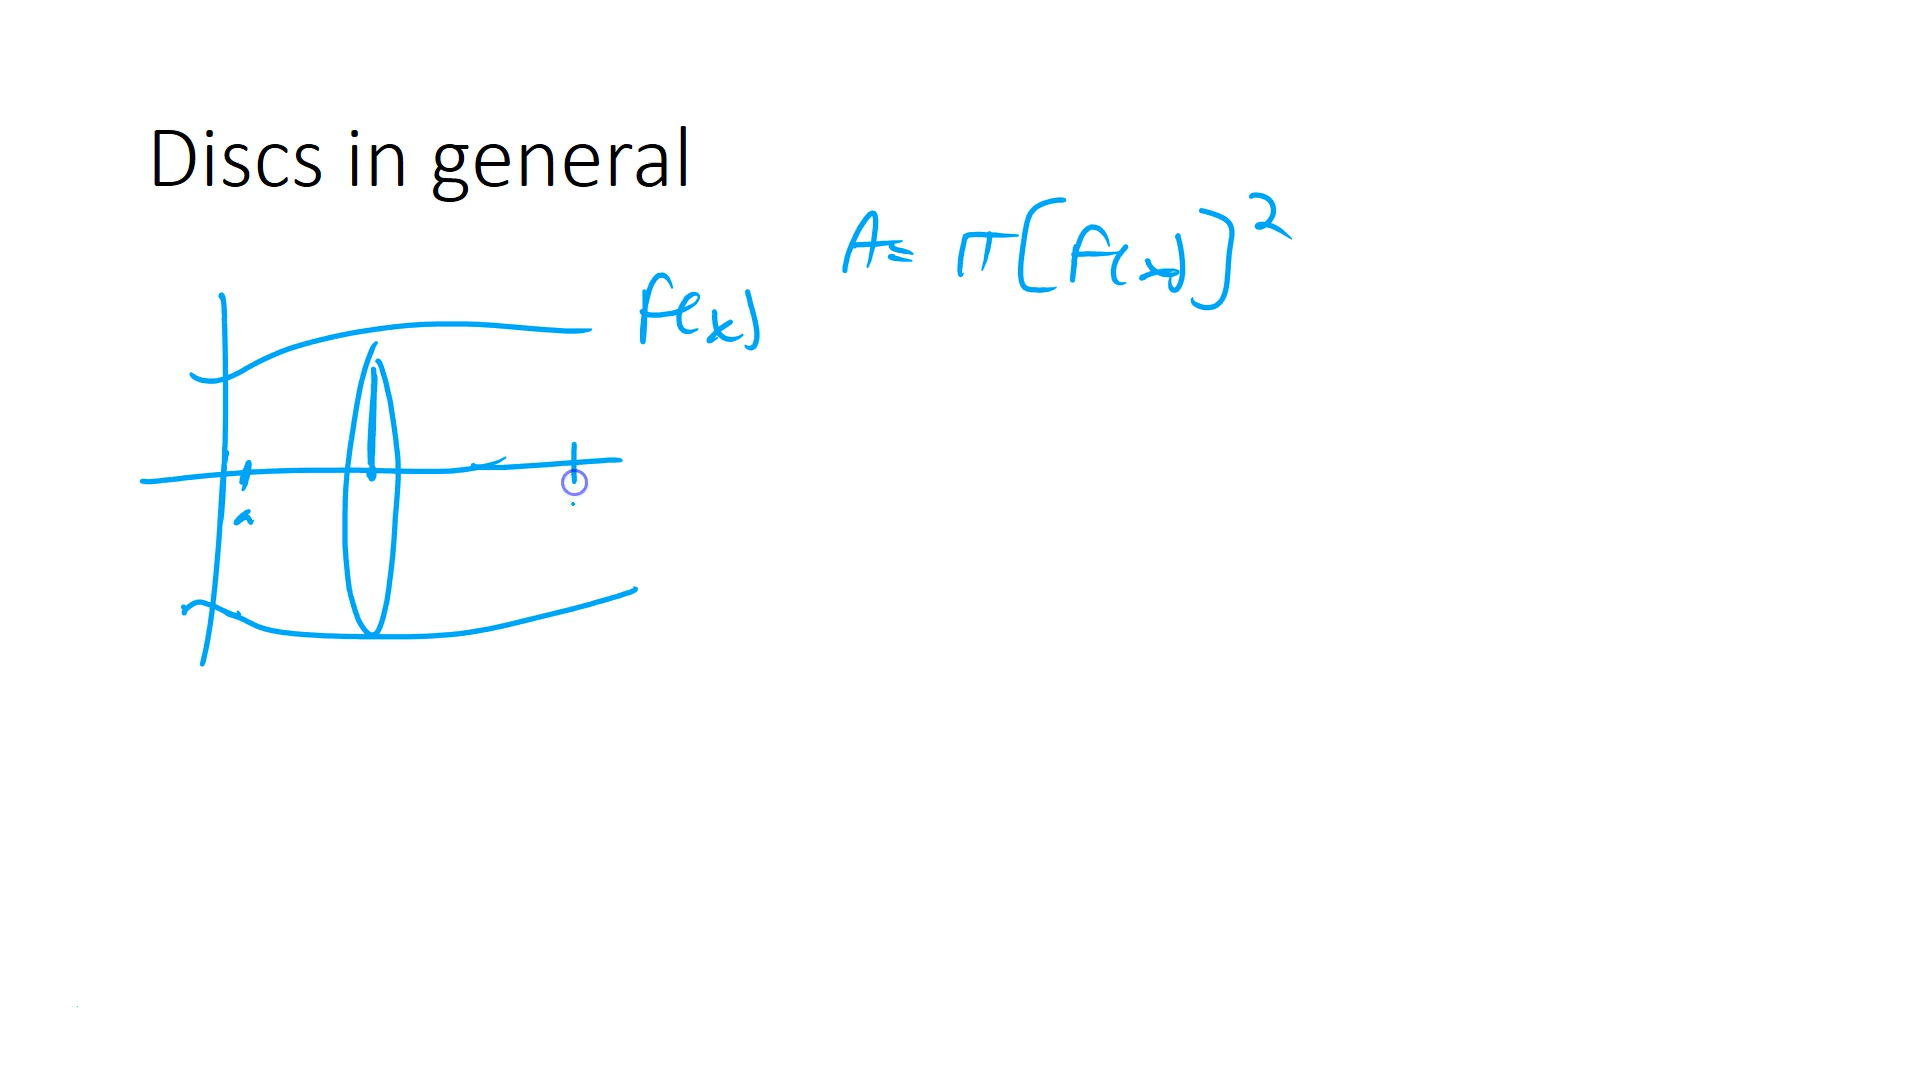 Discs in general
A= π[f(x)]²
f(x)
a